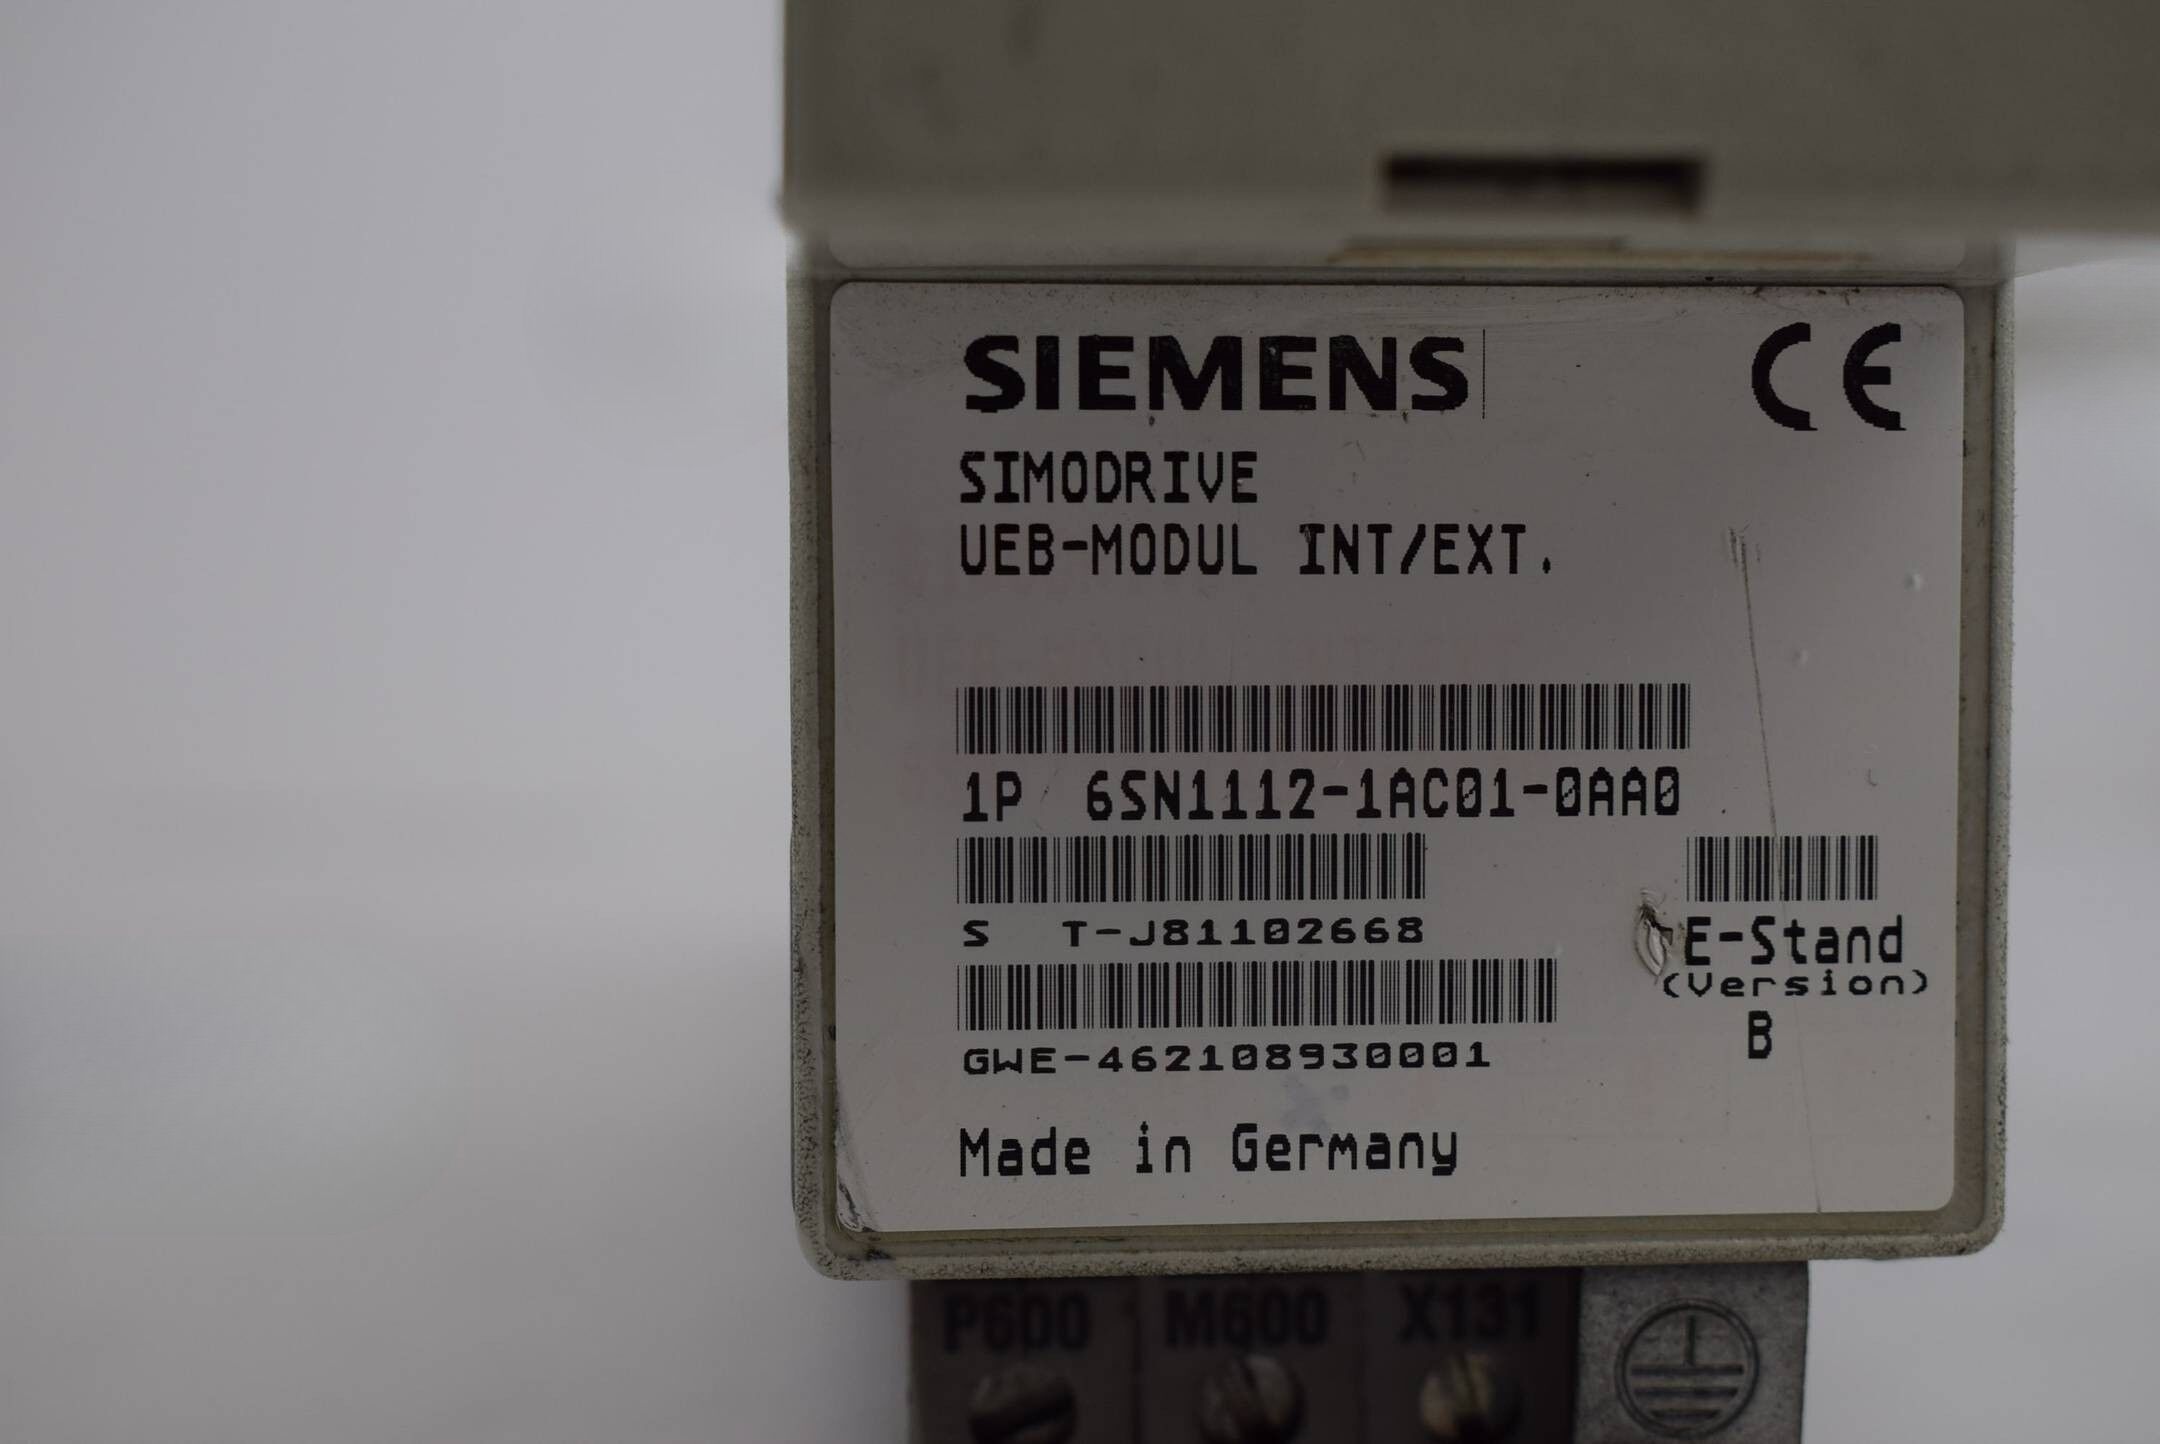 SIEMENS
CE
SIMODRIVE
UEB-MODUL INT/EXT.
1P 6SN1112-1AC01-0AA0
S T-J81102668
E-Stand
(Version)
B
GWE-462108930001
Made in Germany
P600 M600 X131